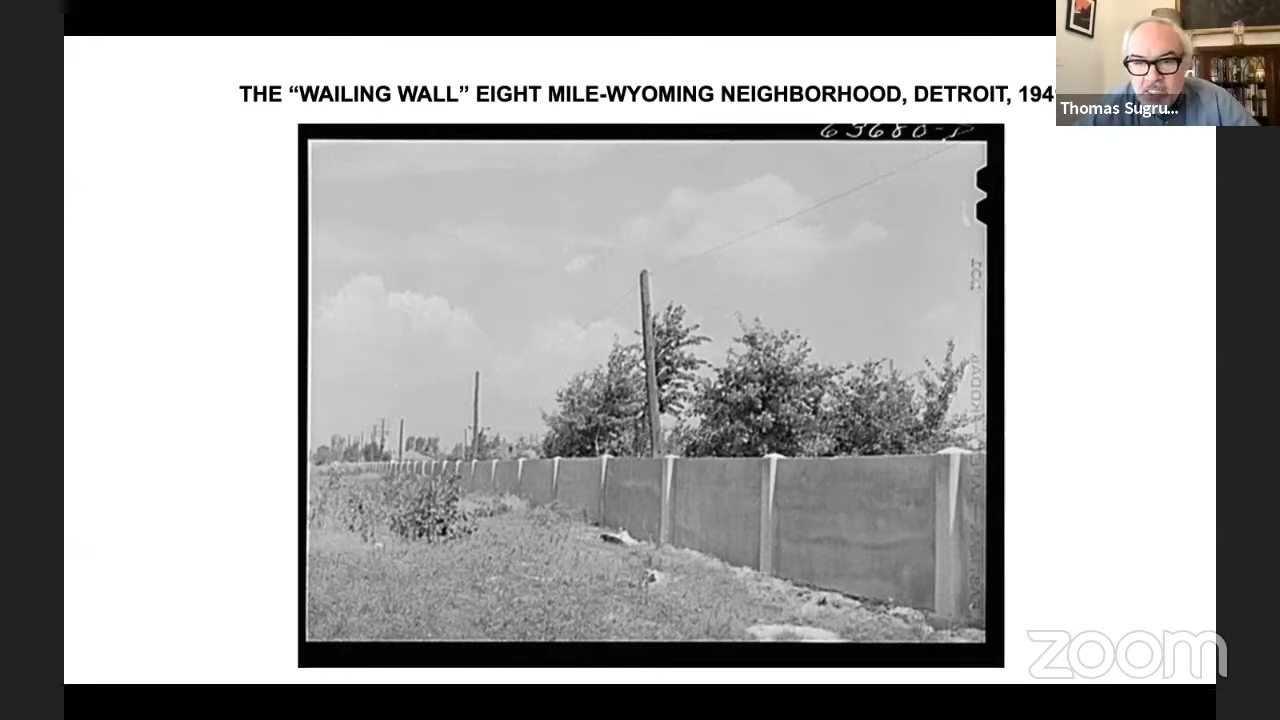 THE “WAILING WALL” EIGHT MILE-WYOMING NEIGHBORHOOD, DETROIT, 194
Thomas Sugru...
63680-D
zoom